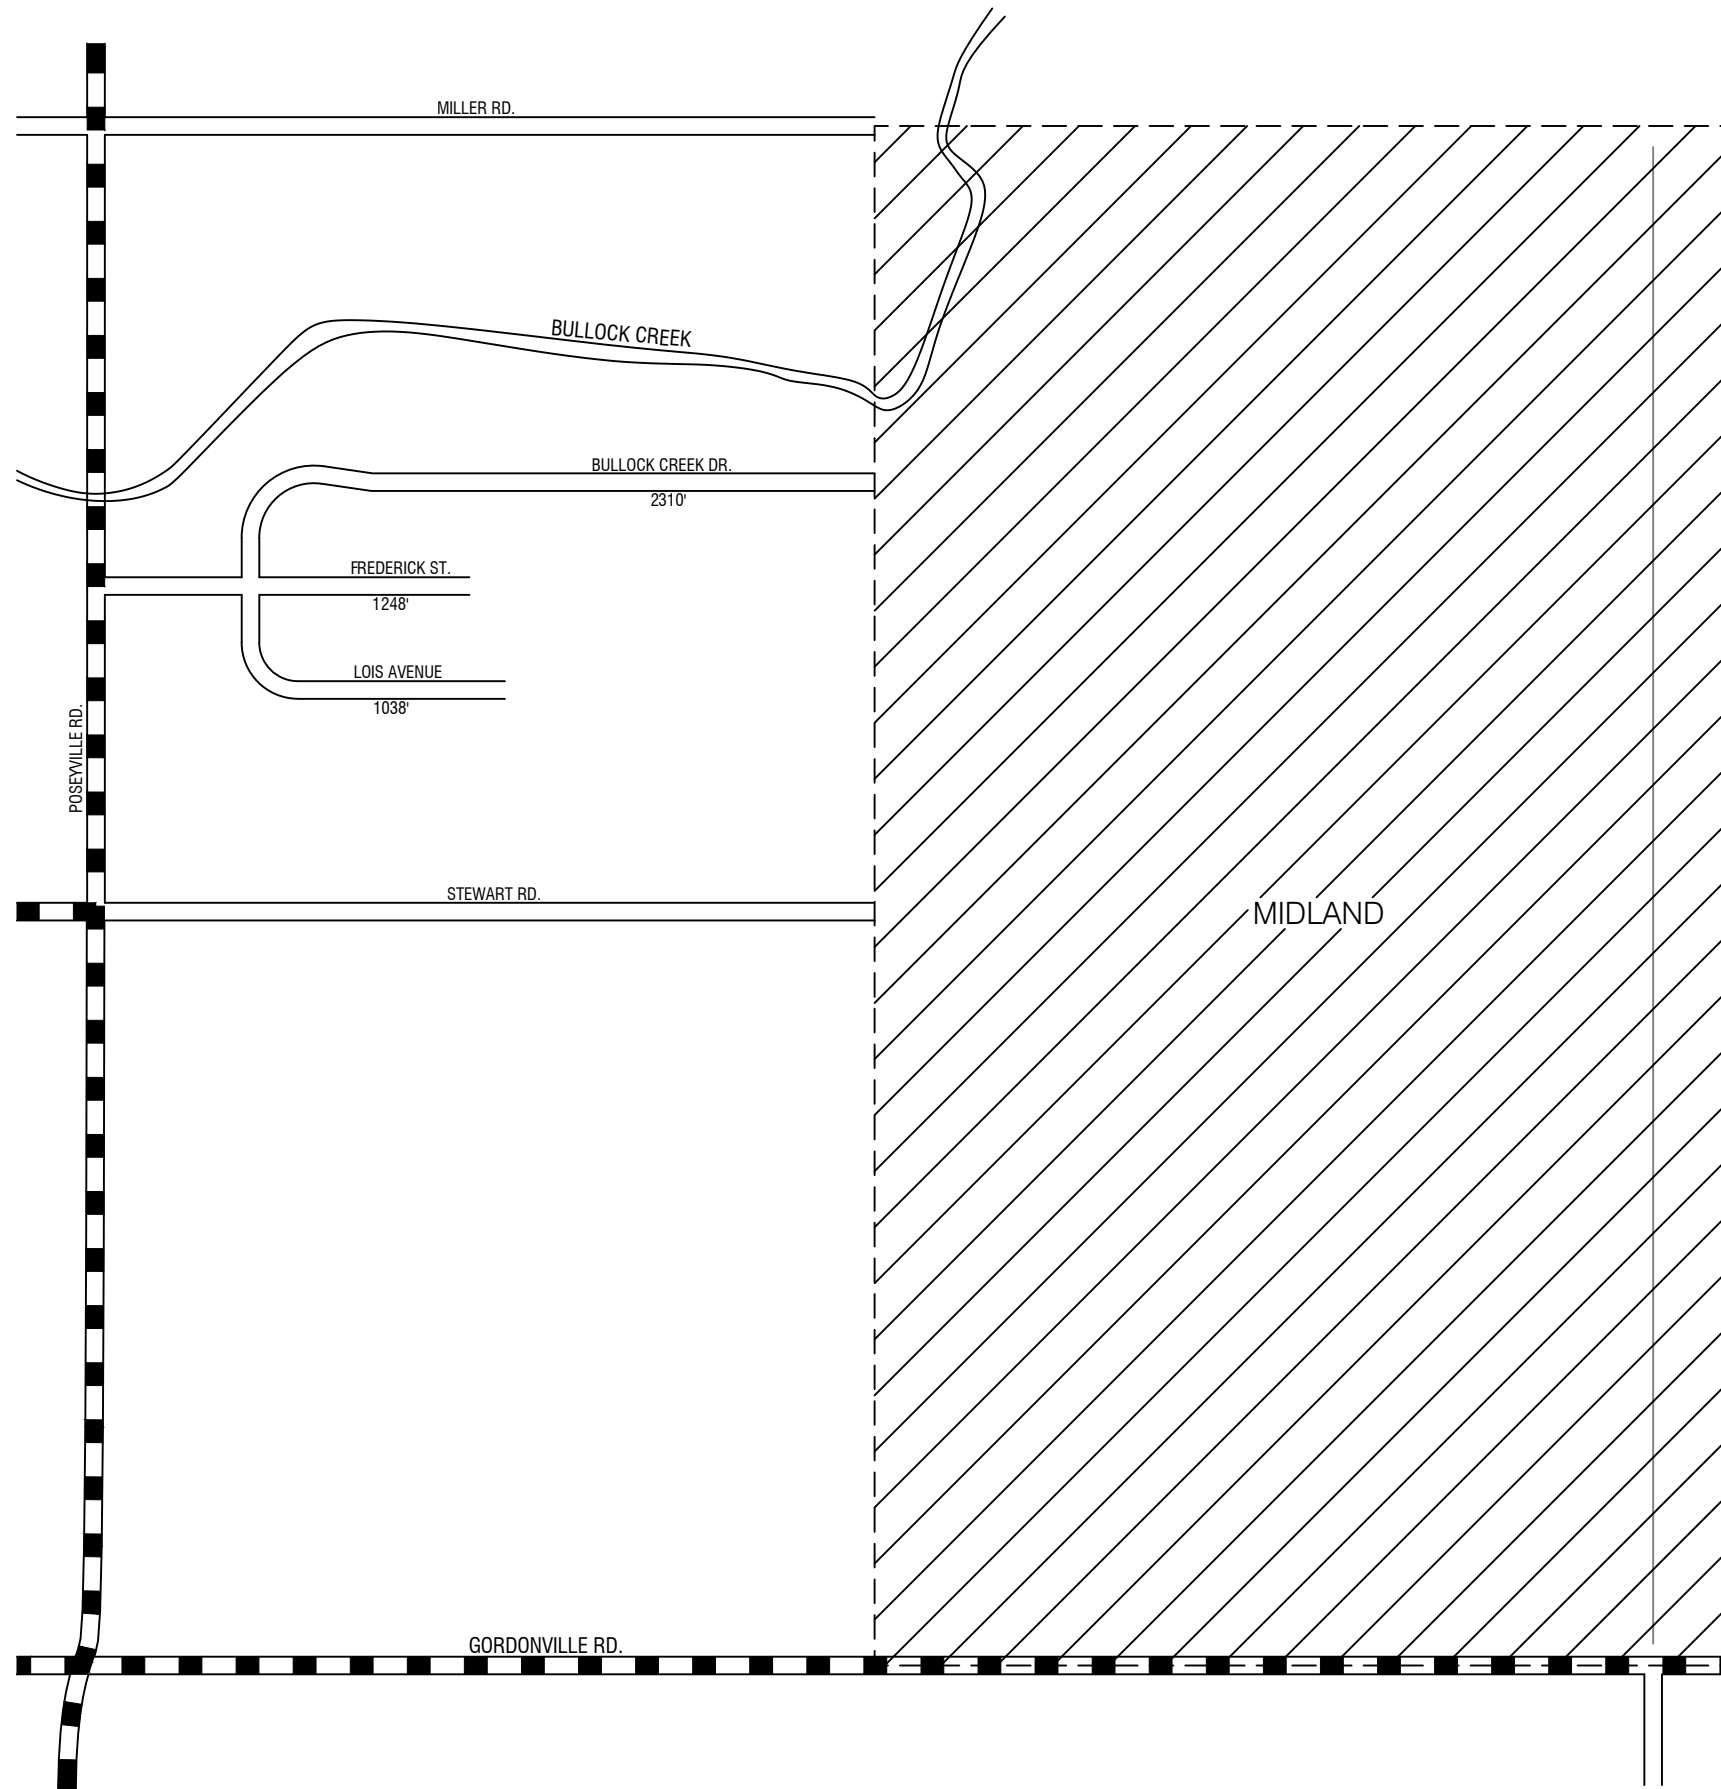 MILLER RD.
BULLOCK CREEK
BULLOCK CREEK DR.
2310'
FREDERICK ST.
1248'
LOIS AVENUE
1038'
POSEYVILLE RD.
STEWART RD.
MIDLAND
GORDONVILLE RD.